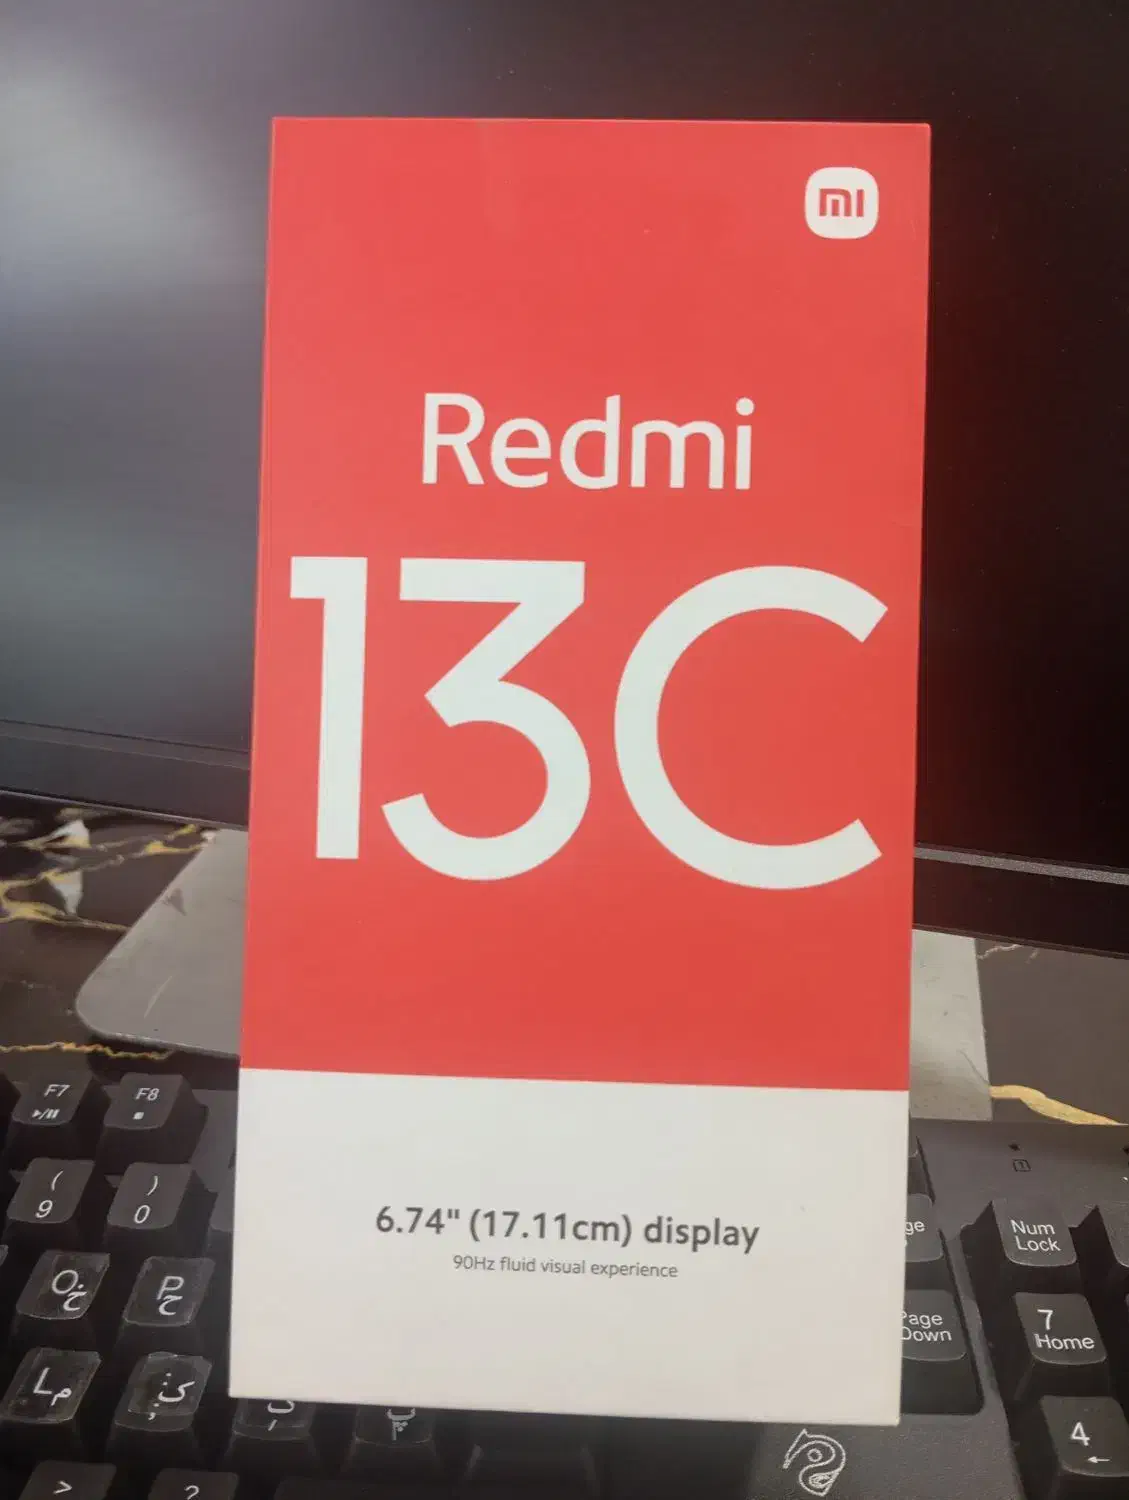 mi
Redmi
13C
6.74" (17.11cm) display
90Hz fluid visual experience
F7
F8
(
9
)
0
O
خ
P
ح
L
م
ک
:
;
>
?
Num
Lock
Page
Down
7
Home
4
←
1